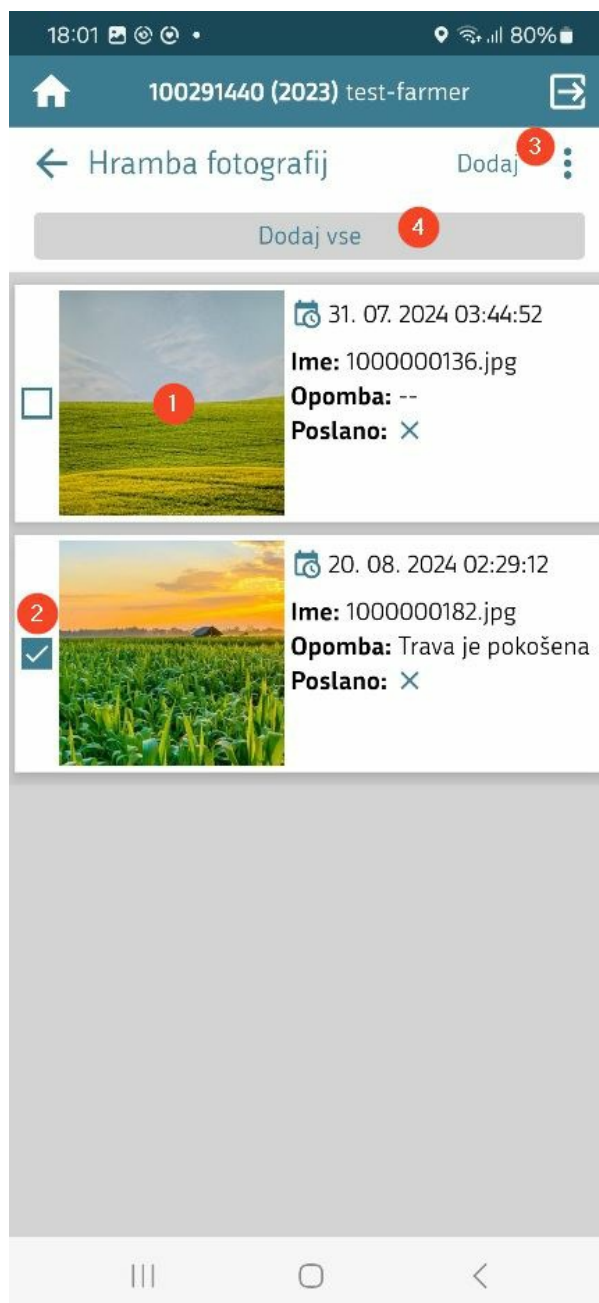 18:01 80%
100291440 (2023) test-farmer
Hramba fotografij Dodaj 3
Dodaj vse 4
31. 07. 2024 03:44:52
Ime: 1000000136.jpg
1
Opomba: --
Poslano:
20. 08. 2024 02:29:12
2
Ime: 1000000182.jpg
Opomba: Trava je pokošena
Poslano: